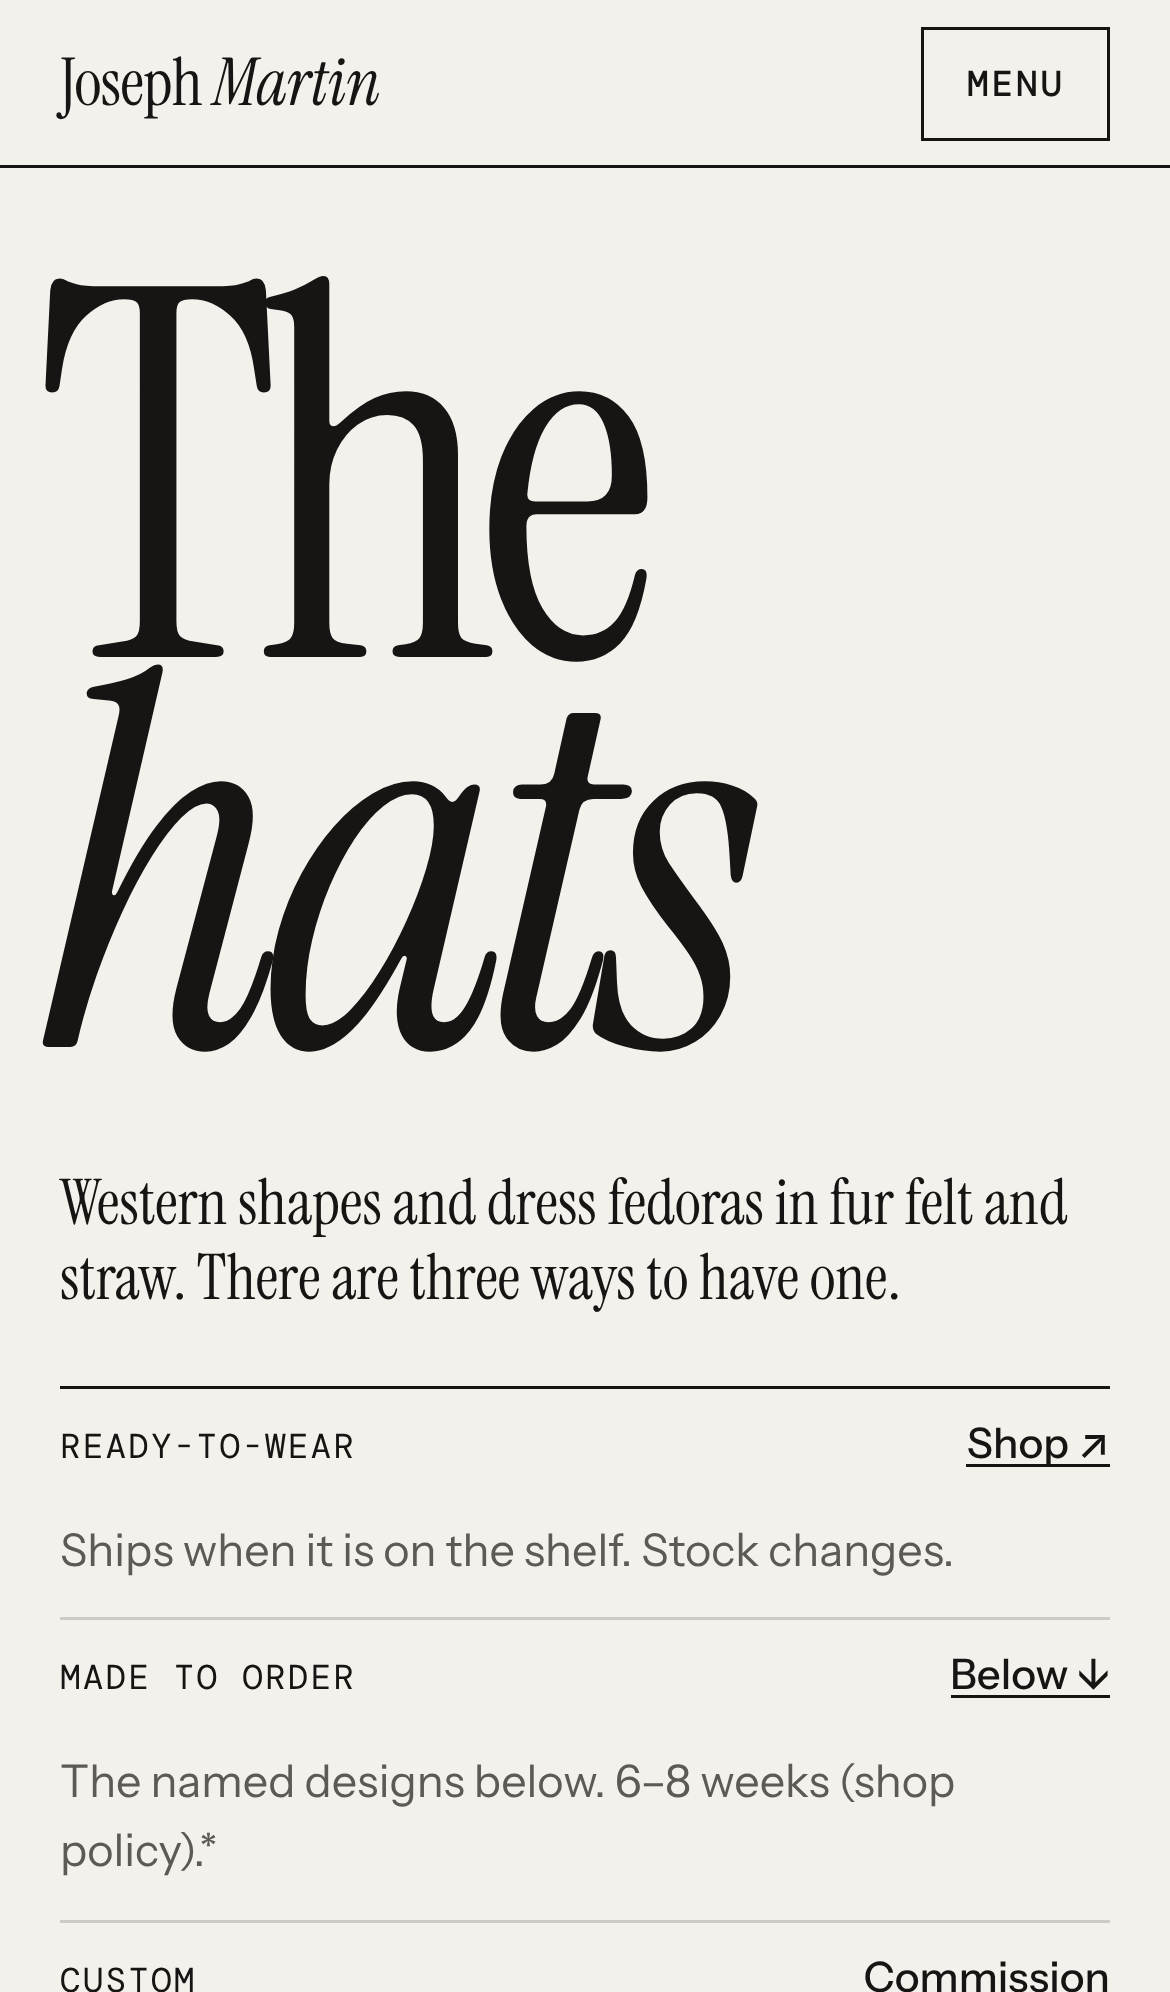 Joseph Martin
MENU
The
hats
Western shapes and dress fedoras in fur felt and
straw. There are three ways to have one.
READY-TO-WEAR
Shop ↗
Ships when it is on the shelf. Stock changes.
MADE TO ORDER
Below ↓
The named designs below. 6–8 weeks (shop
policy).*
CUSTOM
Commission